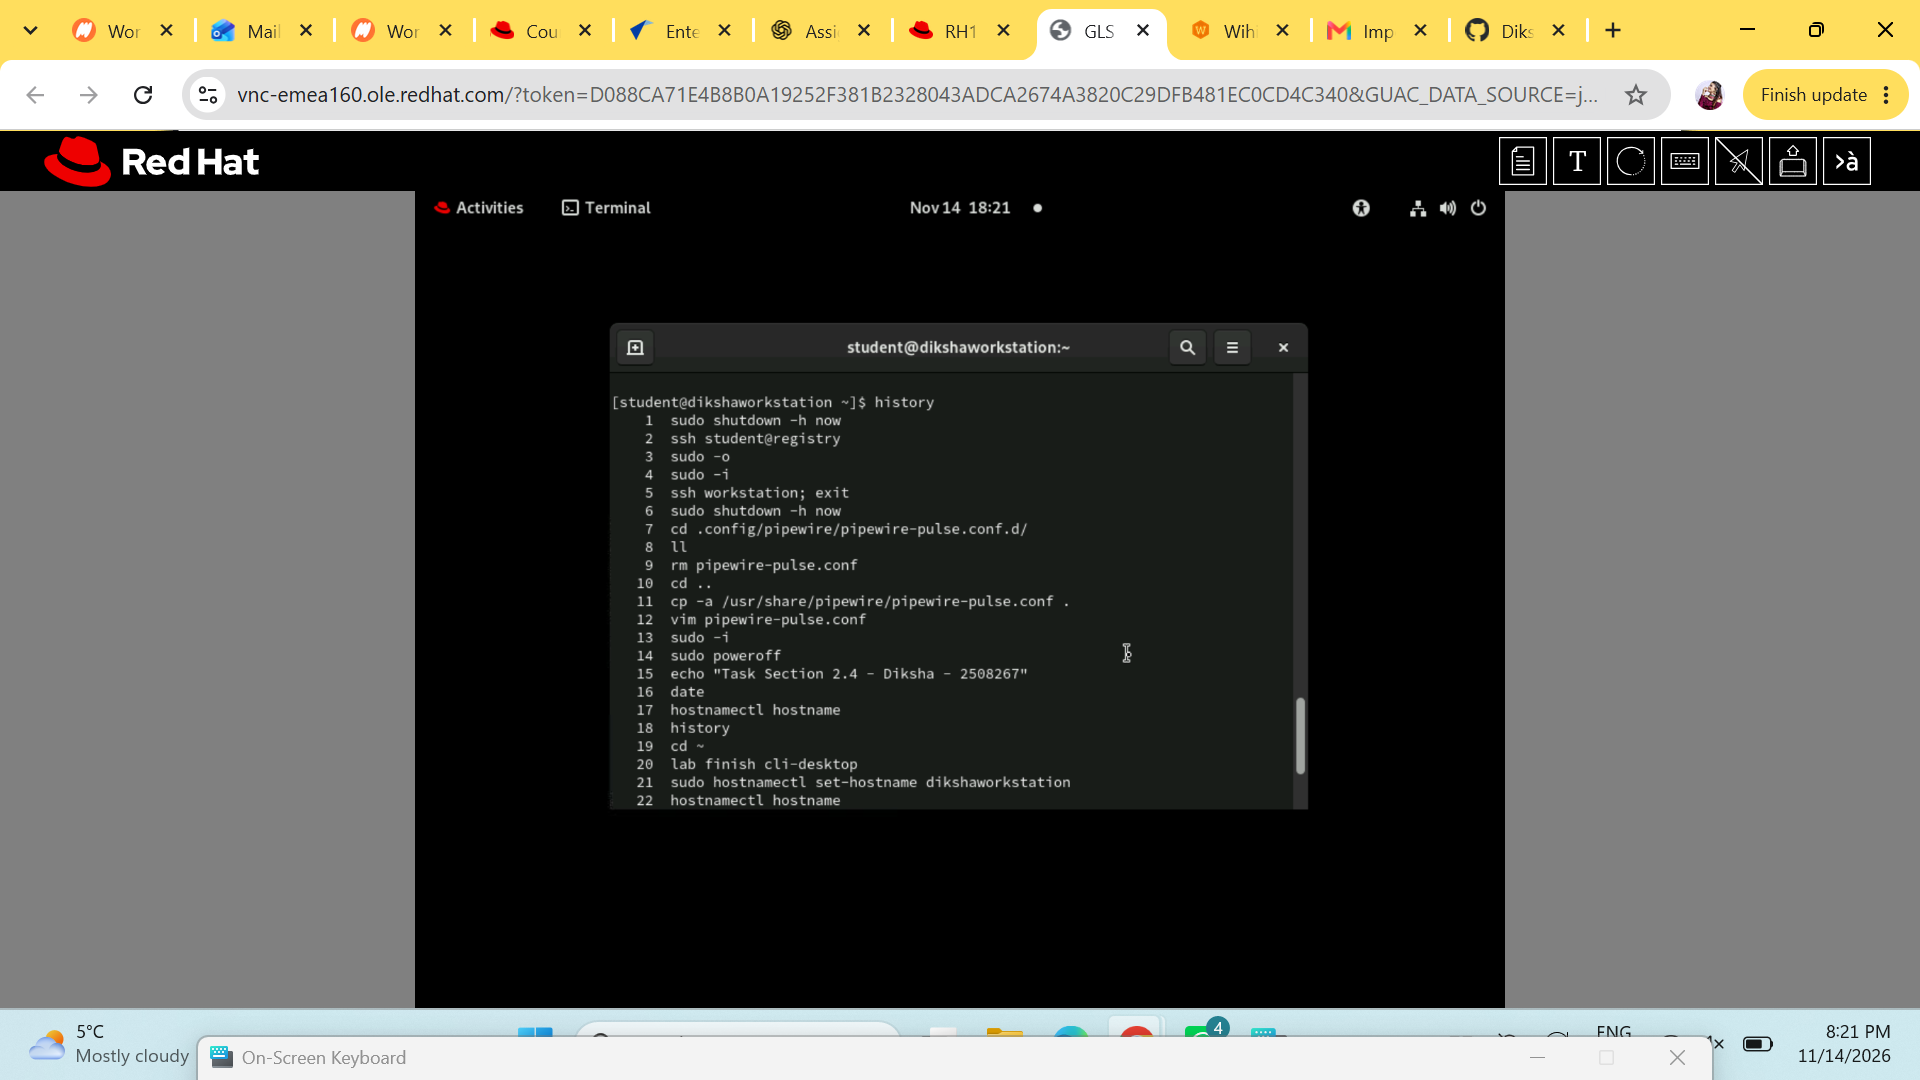 Wor
Mail
Wor
Cou
Ente
Assi
RH1
GLS
Wih
Imp
Diks
vnc-emea160.ole.redhat.com/?token=D088CA71E4B8B0A19252F381B2328043ADCA2674A3820C29DFB481EC0CD4C340&GUAC_DATA_SOURCE=j...
Finish update
Red Hat
T
>à
Activities
Terminal
Nov 14 18:21
student@dikshaworkstation:~
[student@dikshaworkstation ~]$ history
1 sudo shutdown -h now
2 ssh student@registry
3 sudo -o
4 sudo -i
5 ssh workstation; exit
6 sudo shutdown -h now
7 cd .config/pipewire/pipewire-pulse.conf.d/
8 ll
9 rm pipewire-pulse.conf
10 cd ..
11 cp -a /usr/share/pipewire/pipewire-pulse.conf .
12 vim pipewire-pulse.conf
13 sudo -i
14 sudo poweroff
15 echo "Task Section 2.4 - Diksha - 2508267"
16 date
17 hostnamectl hostname
18 history
19 cd ~
20 lab finish cli-desktop
21 sudo hostnamectl set-hostname dikshaworkstation
22 hostnamectl hostname
5°C
Mostly cloudy
4
ENG
8:21 PM
11/14/2026
On-Screen Keyboard